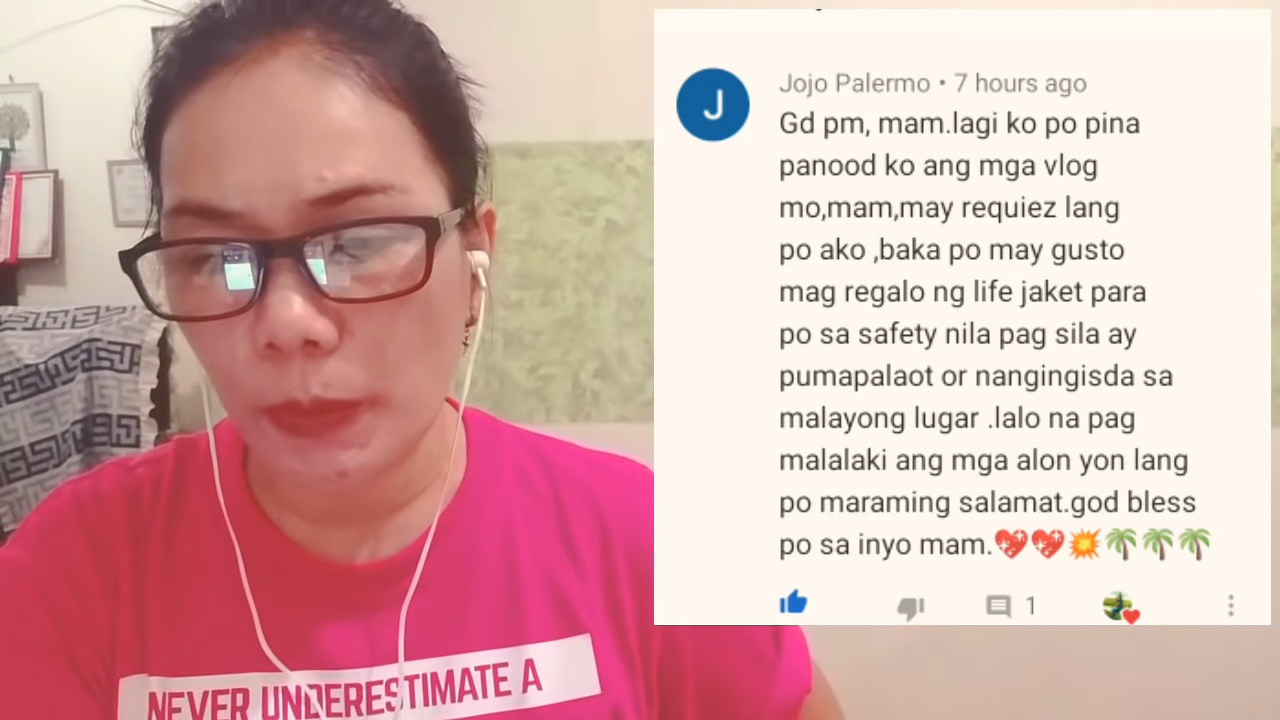 Jojo Palermo • 7 hours ago
J
Gd pm, mam.lagi ko po pina
panood ko ang mga vlog
mo,mam,may requiez lang
po ako ,baka po may gusto
mag regalo ng life jaket para
po sa safety nila pag sila ay
pumapalaot or nangingisda sa
malayong lugar .lalo na pag
malalaki ang mga alon yon lang
po maraming salamat.god bless
po sa inyo mam.💖💖💥🌴🌴🌴
1
NEVER UNDERESTIMATE A